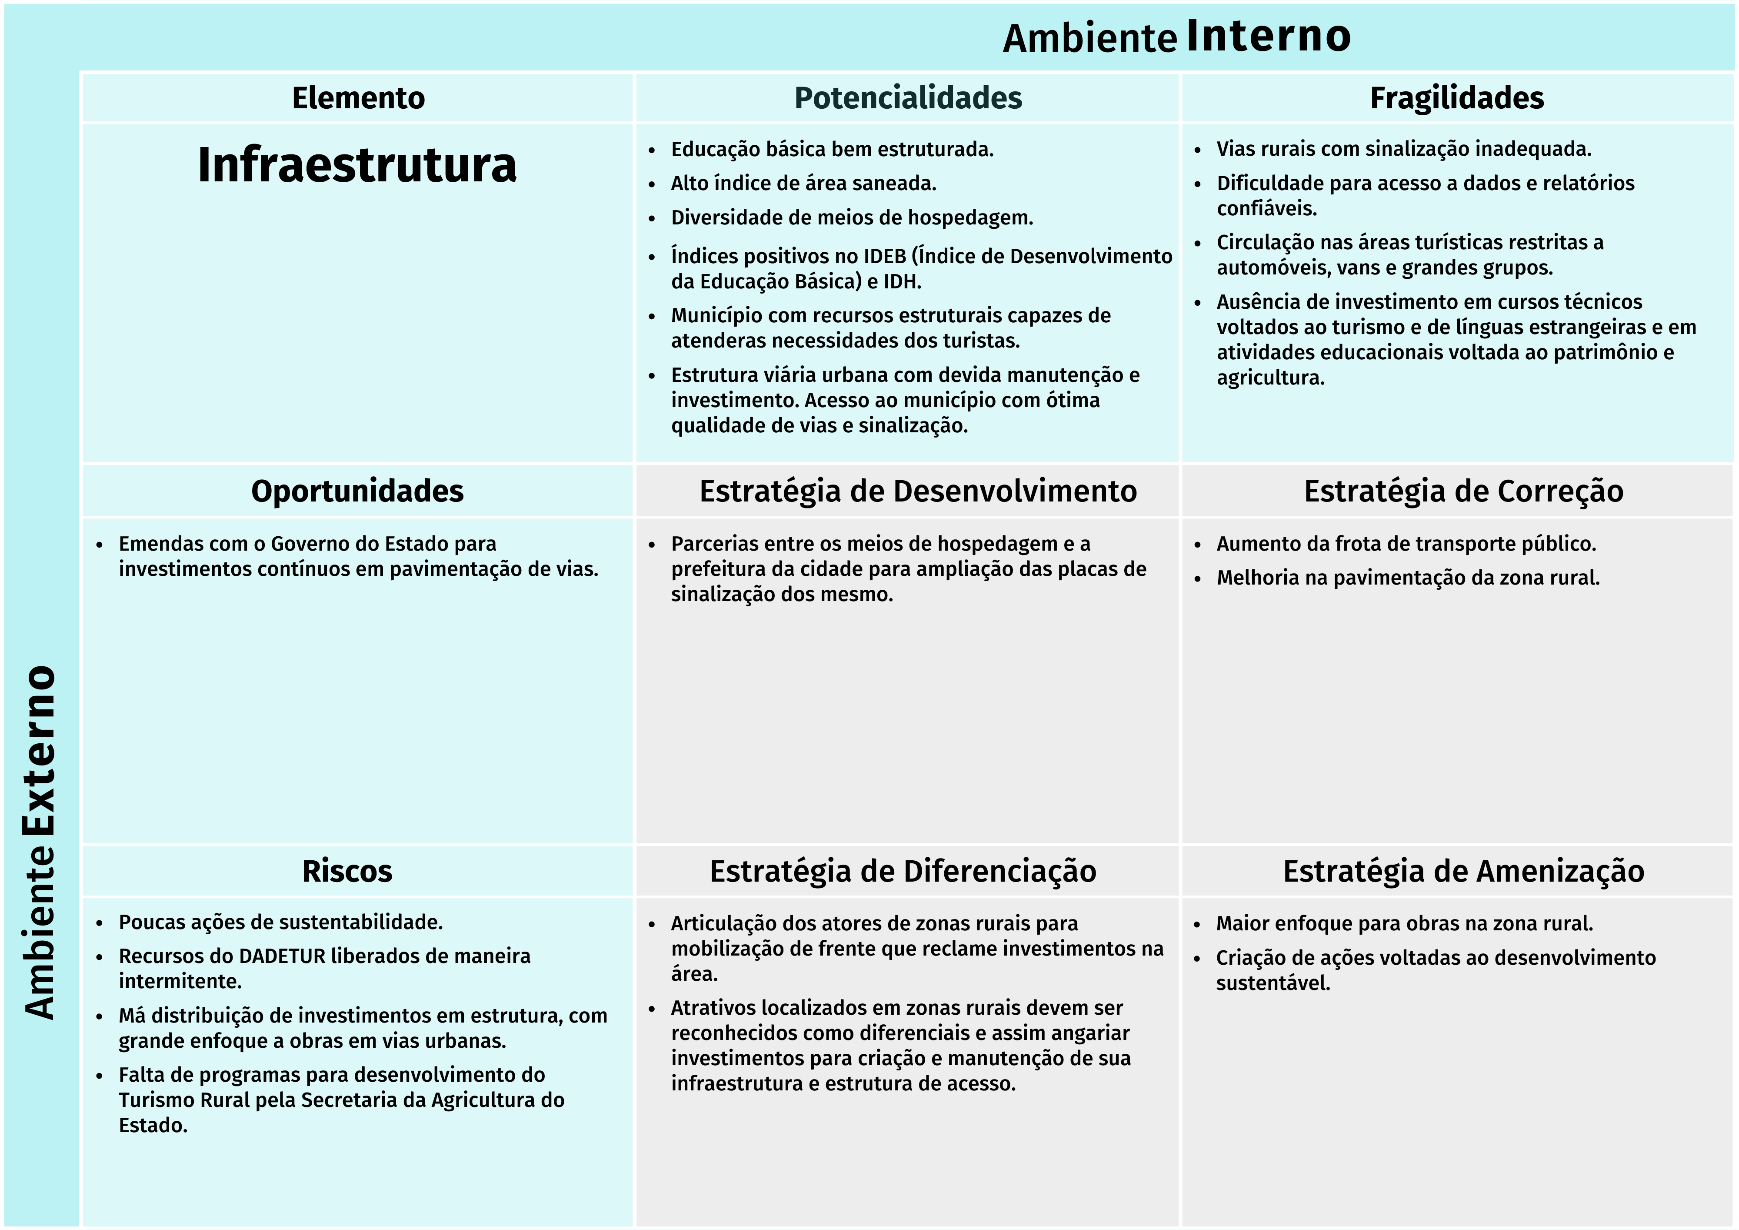 Ambiente Interno
Elemento
Potencialidades
Fragilidades
Infraestrutura
• Educação básica bem estruturada.
• Alto índice de área saneada.
• Diversidade de meios de hospedagem.
• Índices positivos no IDEB (Índice de Desenvolvimento
da Educação Básica) e IDH.
• Município com recursos estruturais capazes de
atenderas necessidades dos turistas.
• Estrutura viária urbana com devida manutenção e
investimento. Acesso ao município com ótima
qualidade de vias e sinalização.
• Vias rurais com sinalização inadequada.
• Dificuldade para acesso a dados e relatórios
confiáveis.
• Circulação nas áreas turísticas restritas a
automóveis, vans e grandes grupos.
• Ausência de investimento em cursos técnicos
voltados ao turismo e de línguas estrangeiras e em
atividades educacionais voltada ao patrimônio e
agricultura.
Ambiente Externo
Oportunidades
Estratégia de Desenvolvimento
Estratégia de Correção
• Emendas com o Governo do Estado para
investimentos contínuos em pavimentação de vias.
• Parcerias entre os meios de hospedagem e a
prefeitura da cidade para ampliação das placas de
sinalização dos mesmo.
• Aumento da frota de transporte público.
• Melhoria na pavimentação da zona rural.
Riscos
Estratégia de Diferenciação
Estratégia de Amenização
• Poucas ações de sustentabilidade.
• Recursos do DADETUR liberados de maneira
intermitente.
• Má distribuição de investimentos em estrutura, com
grande enfoque a obras em vias urbanas.
• Falta de programas para desenvolvimento do
Turismo Rural pela Secretaria da Agricultura do
Estado.
• Articulação dos atores de zonas rurais para
mobilização de frente que reclame investimentos na
área.
• Atrativos localizados em zonas rurais devem ser
reconhecidos como diferenciais e assim angariar
investimentos para criação e manutenção de sua
infraestrutura e estrutura de acesso.
• Maior enfoque para obras na zona rural.
• Criação de ações voltadas ao desenvolvimento
sustentável.